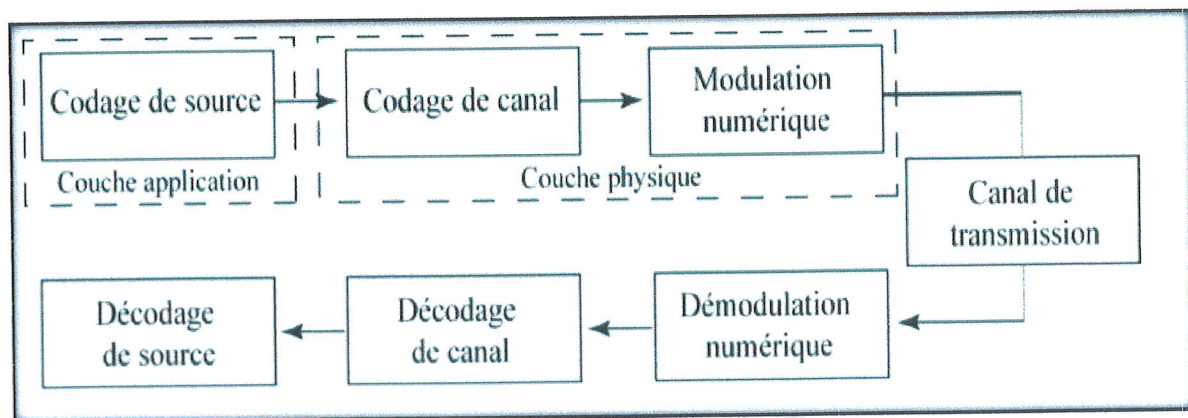 Codage de source
Codage de canal
Modulation
numérique
Couche application
Couche physique
Canal de
transmission
Décodage
de source
Décodage
de canal
Démodulation
numérique